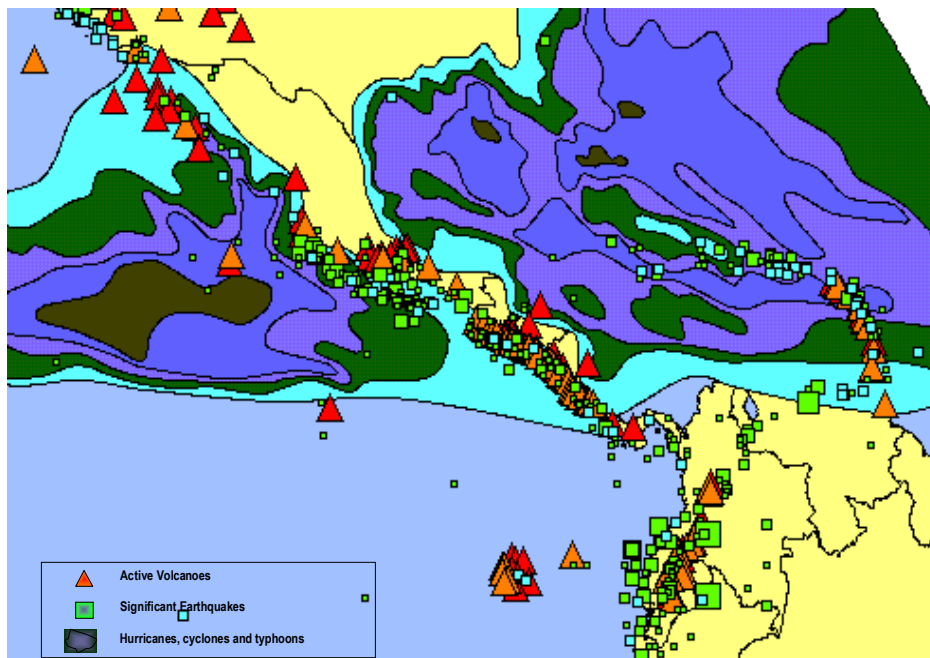 Active Volcanoes
Significant Earthquakes
Hurricanes, cyclones and typhoons